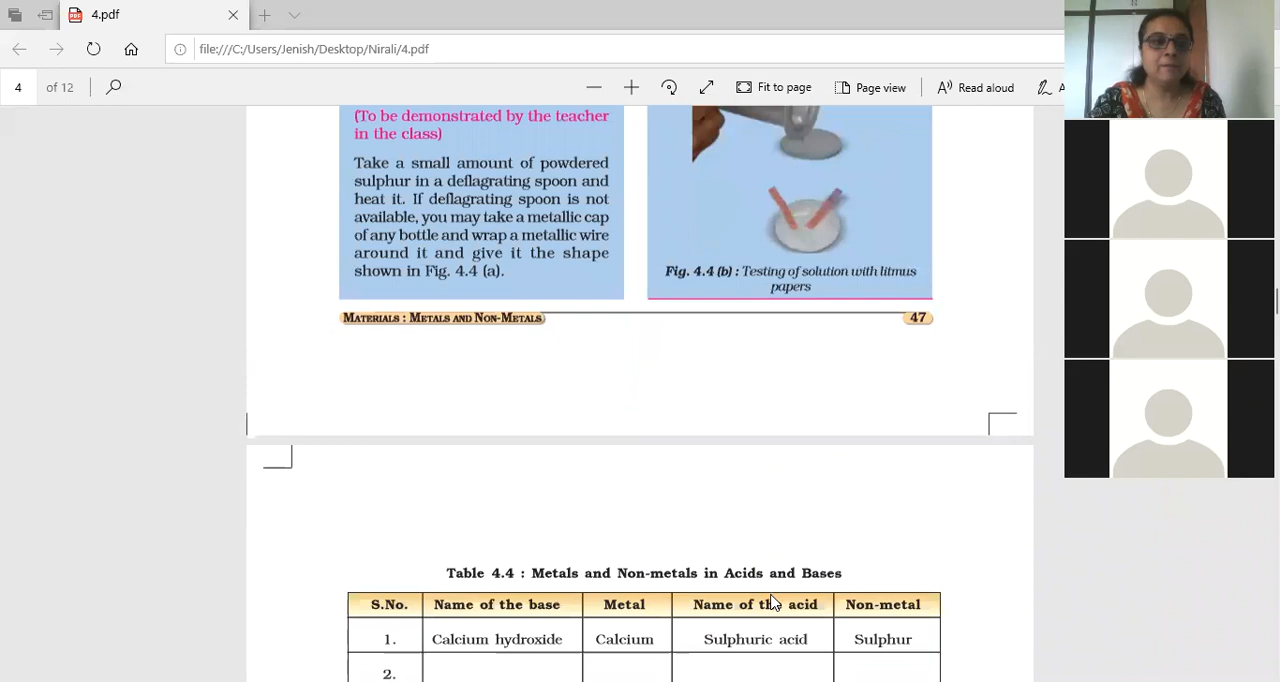 4.pdf
file:///C:/Users/Jenish/Desktop/Nirali/4.pdf
4 of 12
Fit to page
Page view
Read aloud
(To be demonstrated by the teacher
in the class)
Take a small amount of powdered
sulphur in a deflagrating spoon and
heat it. If deflagrating spoon is not
available, you may take a metallic cap
of any bottle and wrap a metallic wire
around it and give it the shape
shown in Fig. 4.4 (a).
Fig. 4.4 (b) : Testing of solution with litmus
papers
MATERIALS : METALS AND NON-METALS
47
Table 4.4 : Metals and Non-metals in Acids and Bases
S.No. Name of the base Metal Name of the acid Non-metal
1. Calcium hydroxide Calcium Sulphuric acid Sulphur
2.